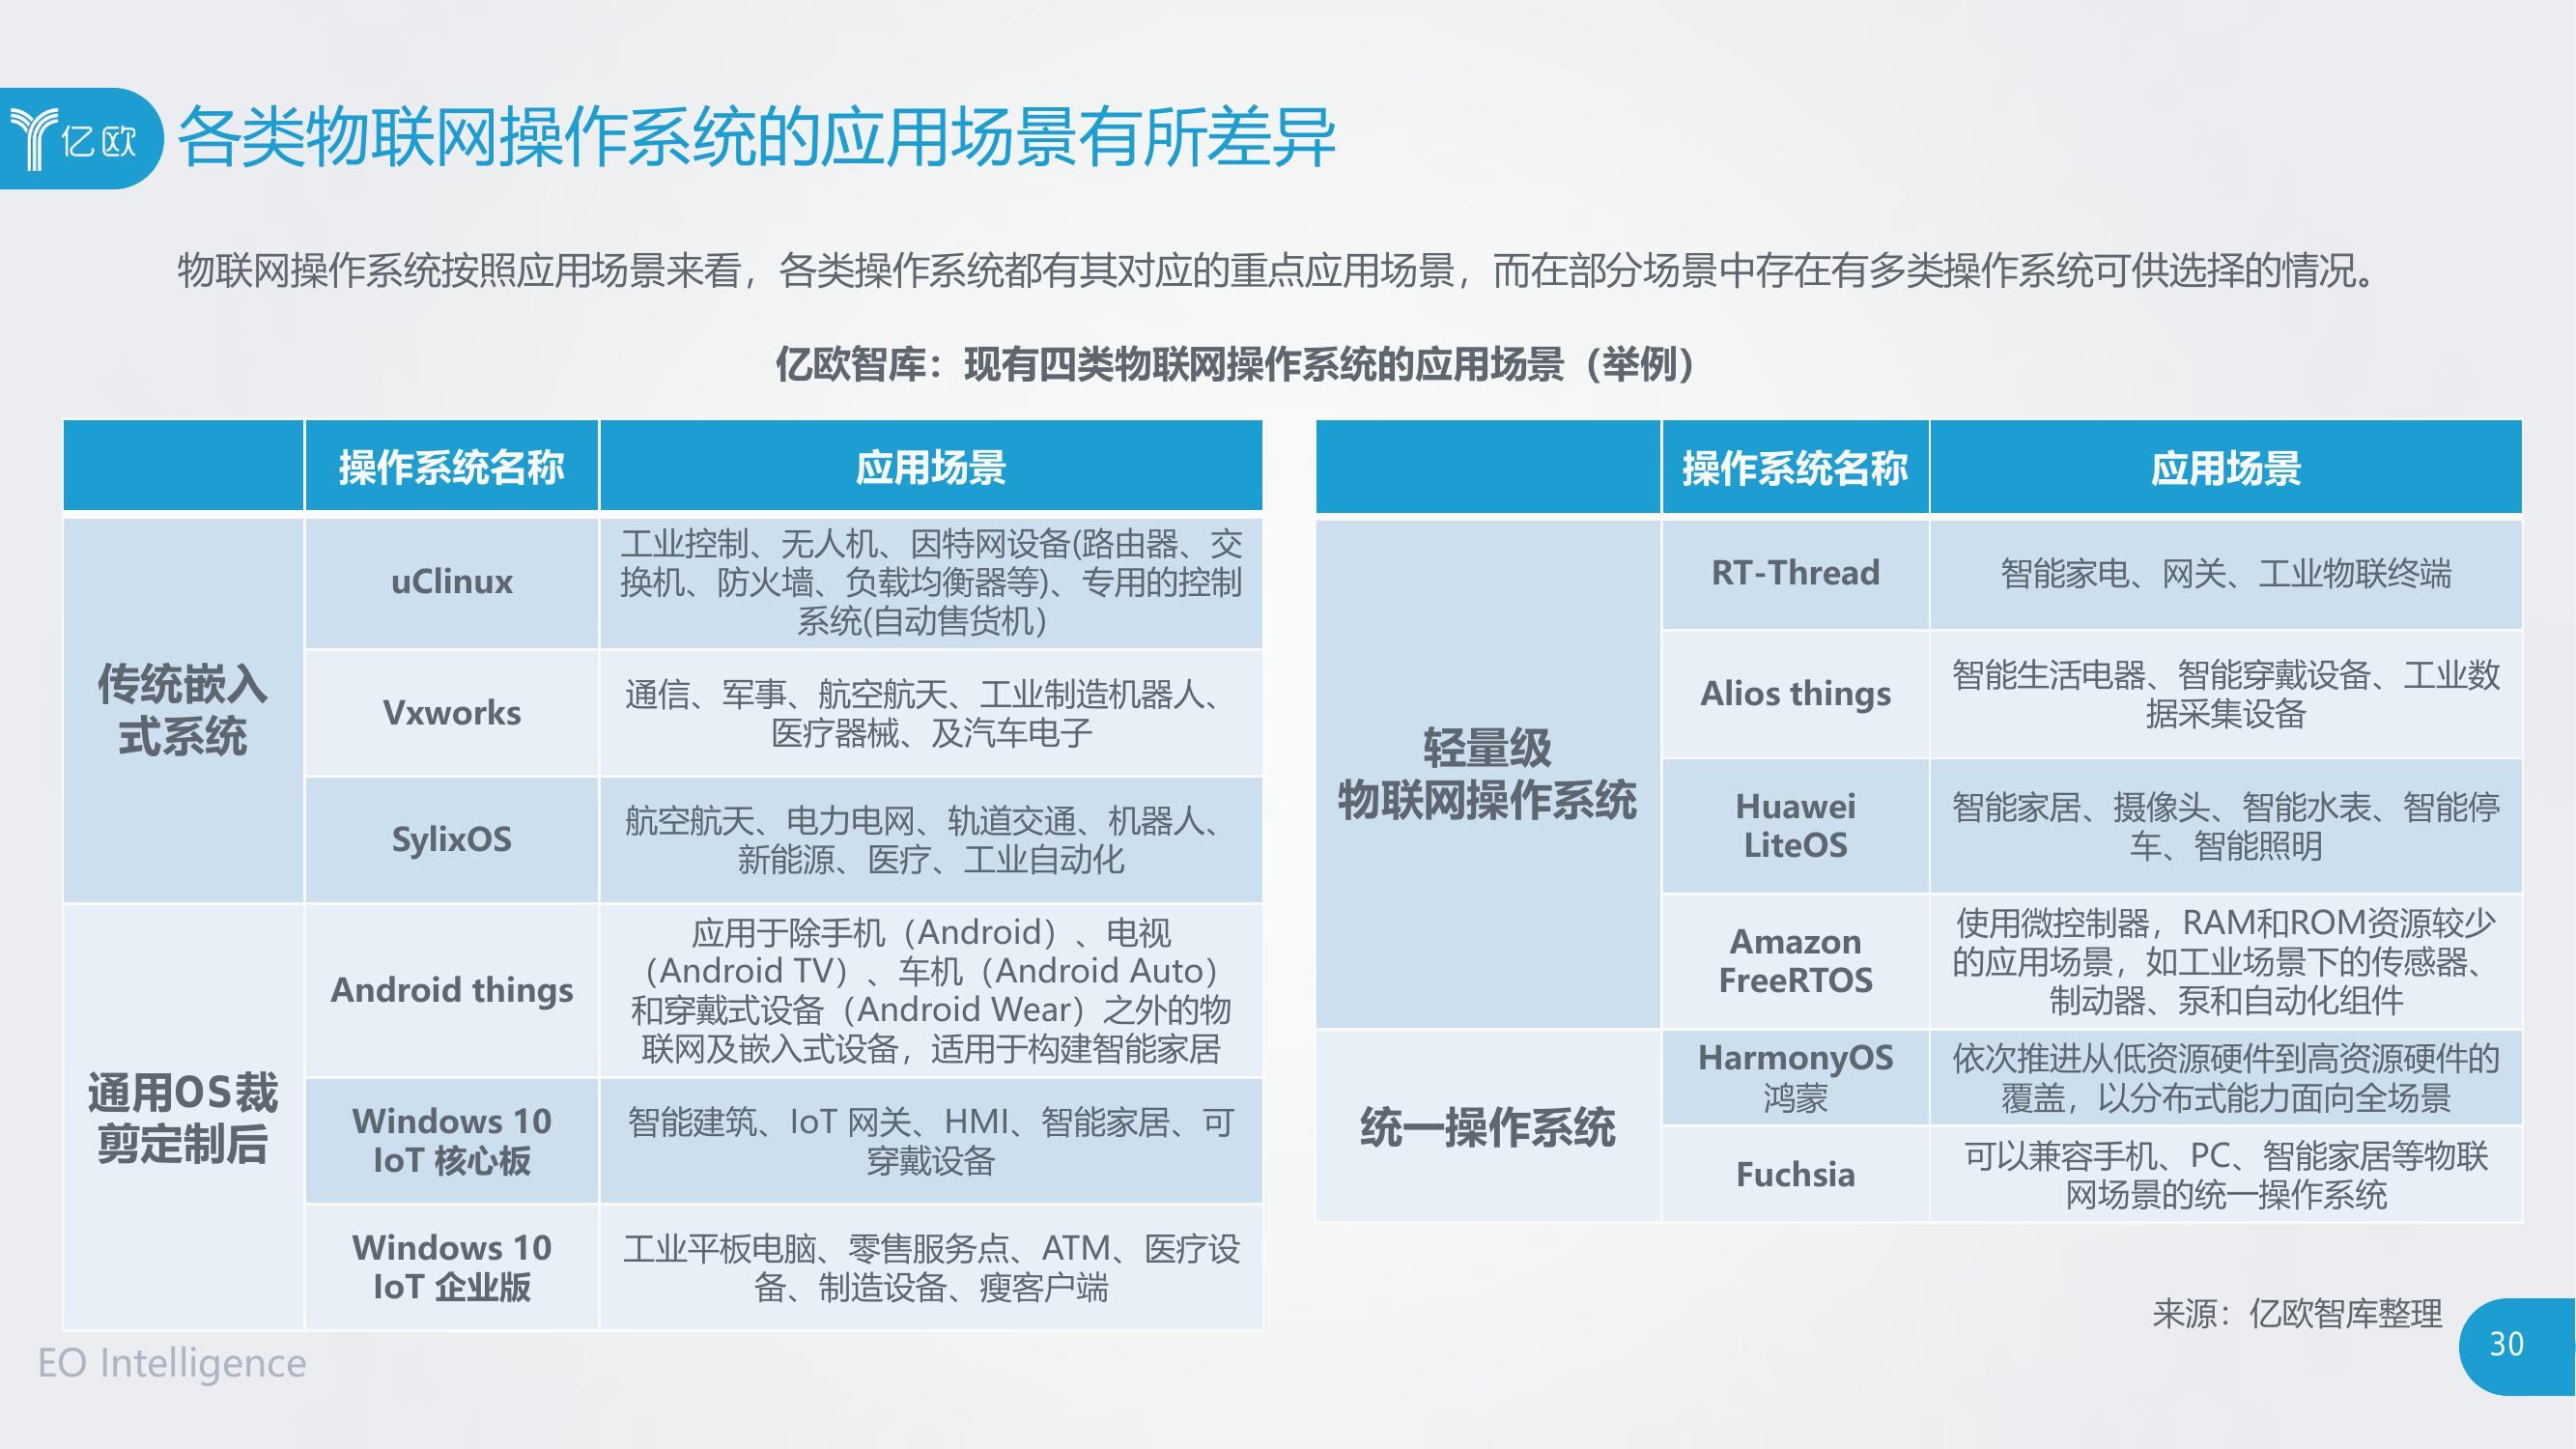 亿欧
各类物联网操作系统的应用场景有所差异
物联网操作系统按照应用场景来看，各类操作系统都有其对应的重点应用场景，而在部分场景中存在有多类操作系统可供选择的情况。
亿欧智库：现有四类物联网操作系统的应用场景（举例）
操作系统名称
应用场景
传统嵌入
式系统
uClinux
工业控制、无人机、因特网设备(路由器、交
换机、防火墙、负载均衡器等)、专用的控制
系统(自动售货机）
Vxworks
通信、军事、航空航天、工业制造机器人、
医疗器械、及汽车电子
SylixOS
航空航天、电力电网、轨道交通、机器人、
新能源、医疗、工业自动化
通用OS裁
剪定制后
Android things
应用于除手机（Android）、电视
（Android TV）、车机（Android Auto）
和穿戴式设备（Android Wear）之外的物
联网及嵌入式设备，适用于构建智能家居
Windows 10
IoT 核心板
智能建筑、IoT 网关、HMI、智能家居、可
穿戴设备
Windows 10
IoT 企业版
工业平板电脑、零售服务点、ATM、医疗设
备、制造设备、瘦客户端
操作系统名称
应用场景
轻量级
物联网操作系统
RT-Thread
智能家电、网关、工业物联终端
Alios things
智能生活电器、智能穿戴设备、工业数
据采集设备
Huawei
LiteOS
智能家居、摄像头、智能水表、智能停
车、智能照明
Amazon
FreeRTOS
使用微控制器，RAM和ROM资源较少
的应用场景，如工业场景下的传感器、
制动器、泵和自动化组件
统一操作系统
HarmonyOS
鸿蒙
依次推进从低资源硬件到高资源硬件的
覆盖，以分布式能力面向全场景
Fuchsia
可以兼容手机、PC、智能家居等物联
网场景的统一操作系统
来源：亿欧智库整理
EO Intelligence
30